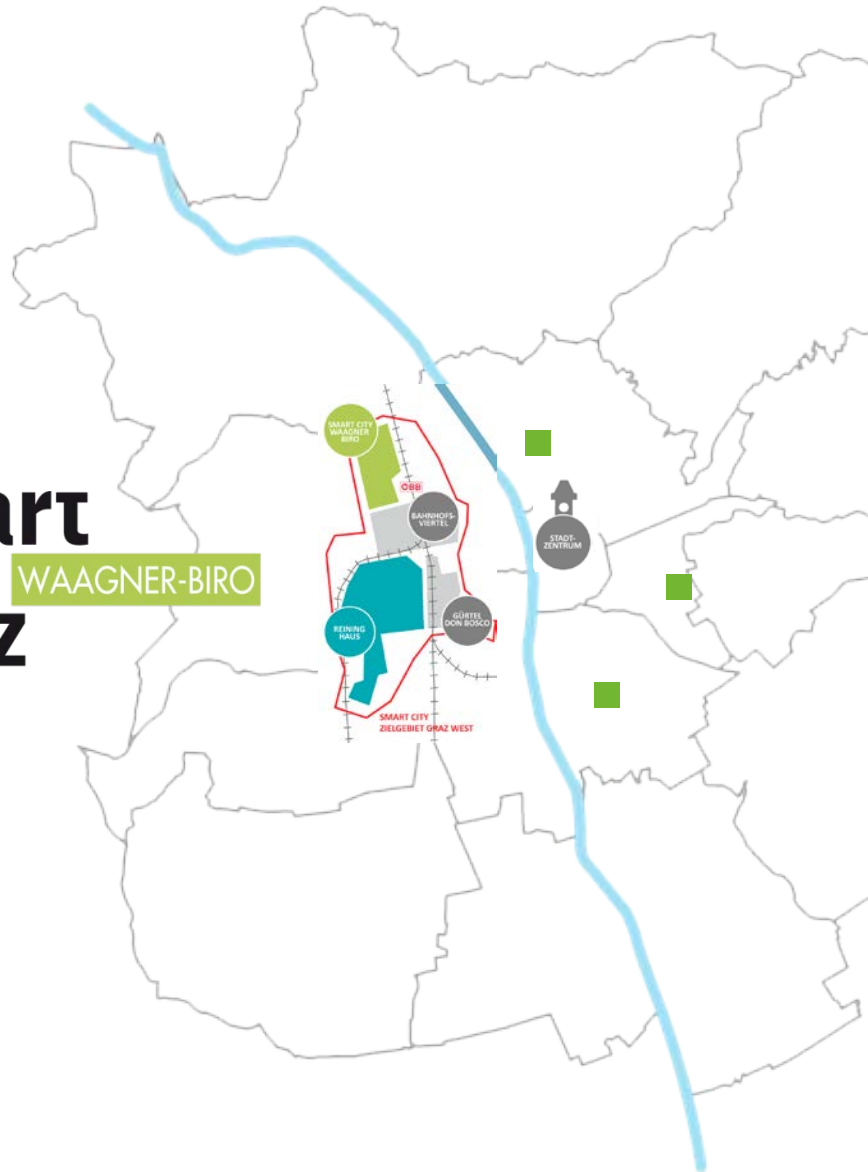 SMART CITY
WAAGNER
BIRO
ÖBB
BAHNHOFS-
VIERTEL
STADT-
ZENTRUM
art
WAAGNER-BIRO
z
REINING
HAUS
GÜRTEL
DON BOSCO
SMART CITY
ZIELGEBIET GRAZ WEST